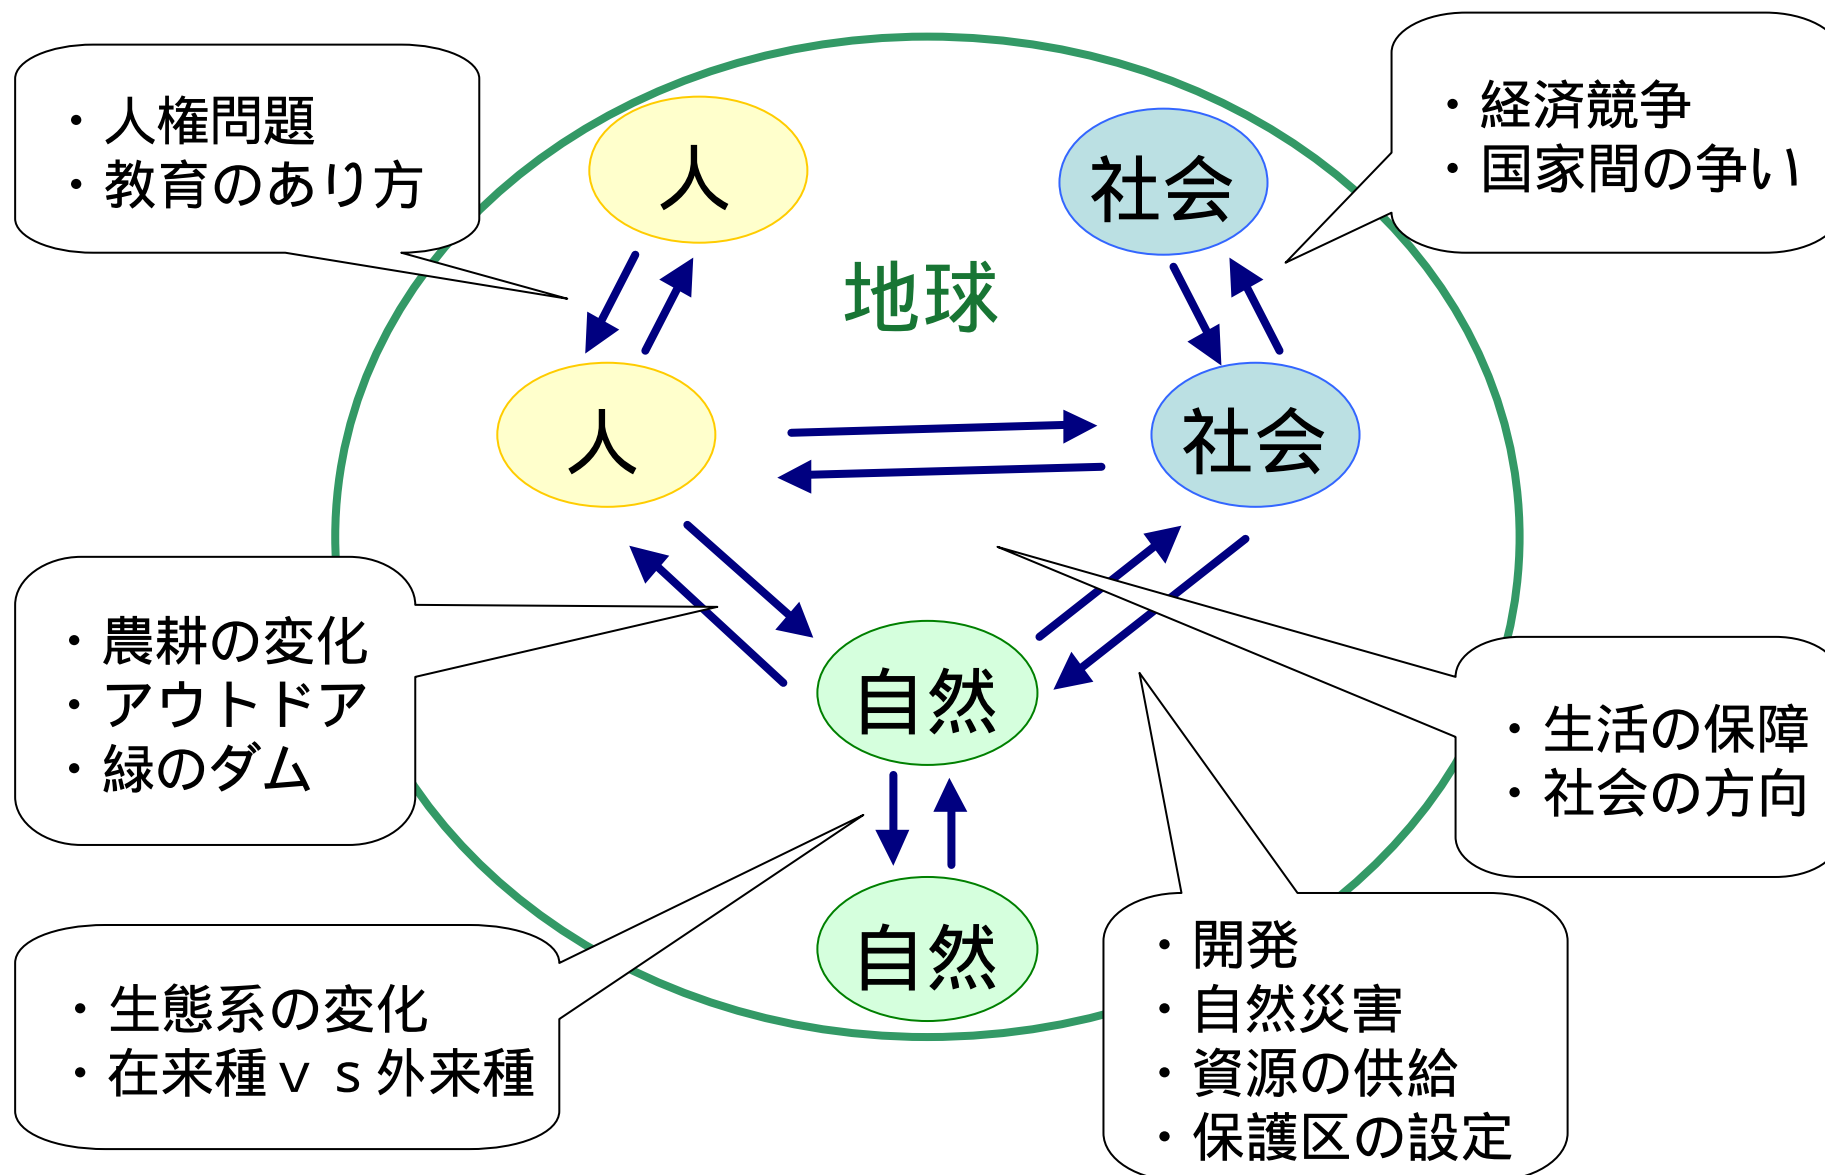 ・人権問題
・教育のあり方
人
社会
・経済競争
・国家間の争い
地球
人
社会
・農耕の変化
・アウトドア
・緑のダム
自然
・生活の保障
・社会の方向
自然
・生態系の変化
・在来種ｖｓ外来種
・開発
・自然災害
・資源の供給
・保護区の設定